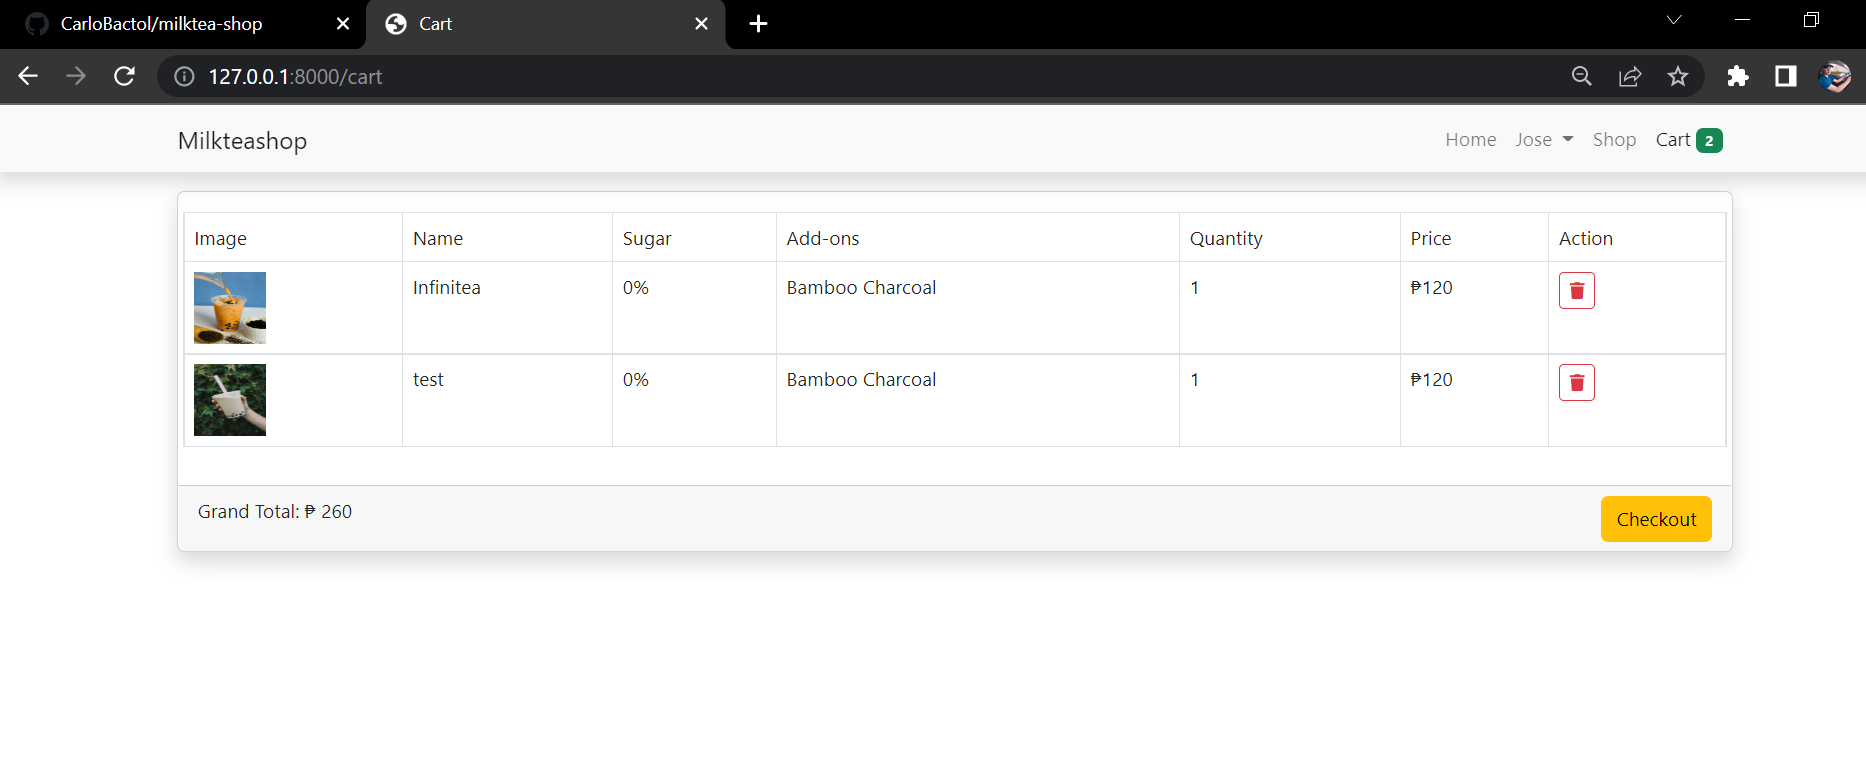 CarloBactol/milktea-shop
Cart
127.0.0.1:8000/cart
Milkteashop
Home Jose Shop Cart 2
Image Name Sugar Add-ons Quantity Price Action
Infinitea 0% Bamboo Charcoal 1 ₱120
test 0% Bamboo Charcoal 1 ₱120
Grand Total: ₱ 260
Checkout